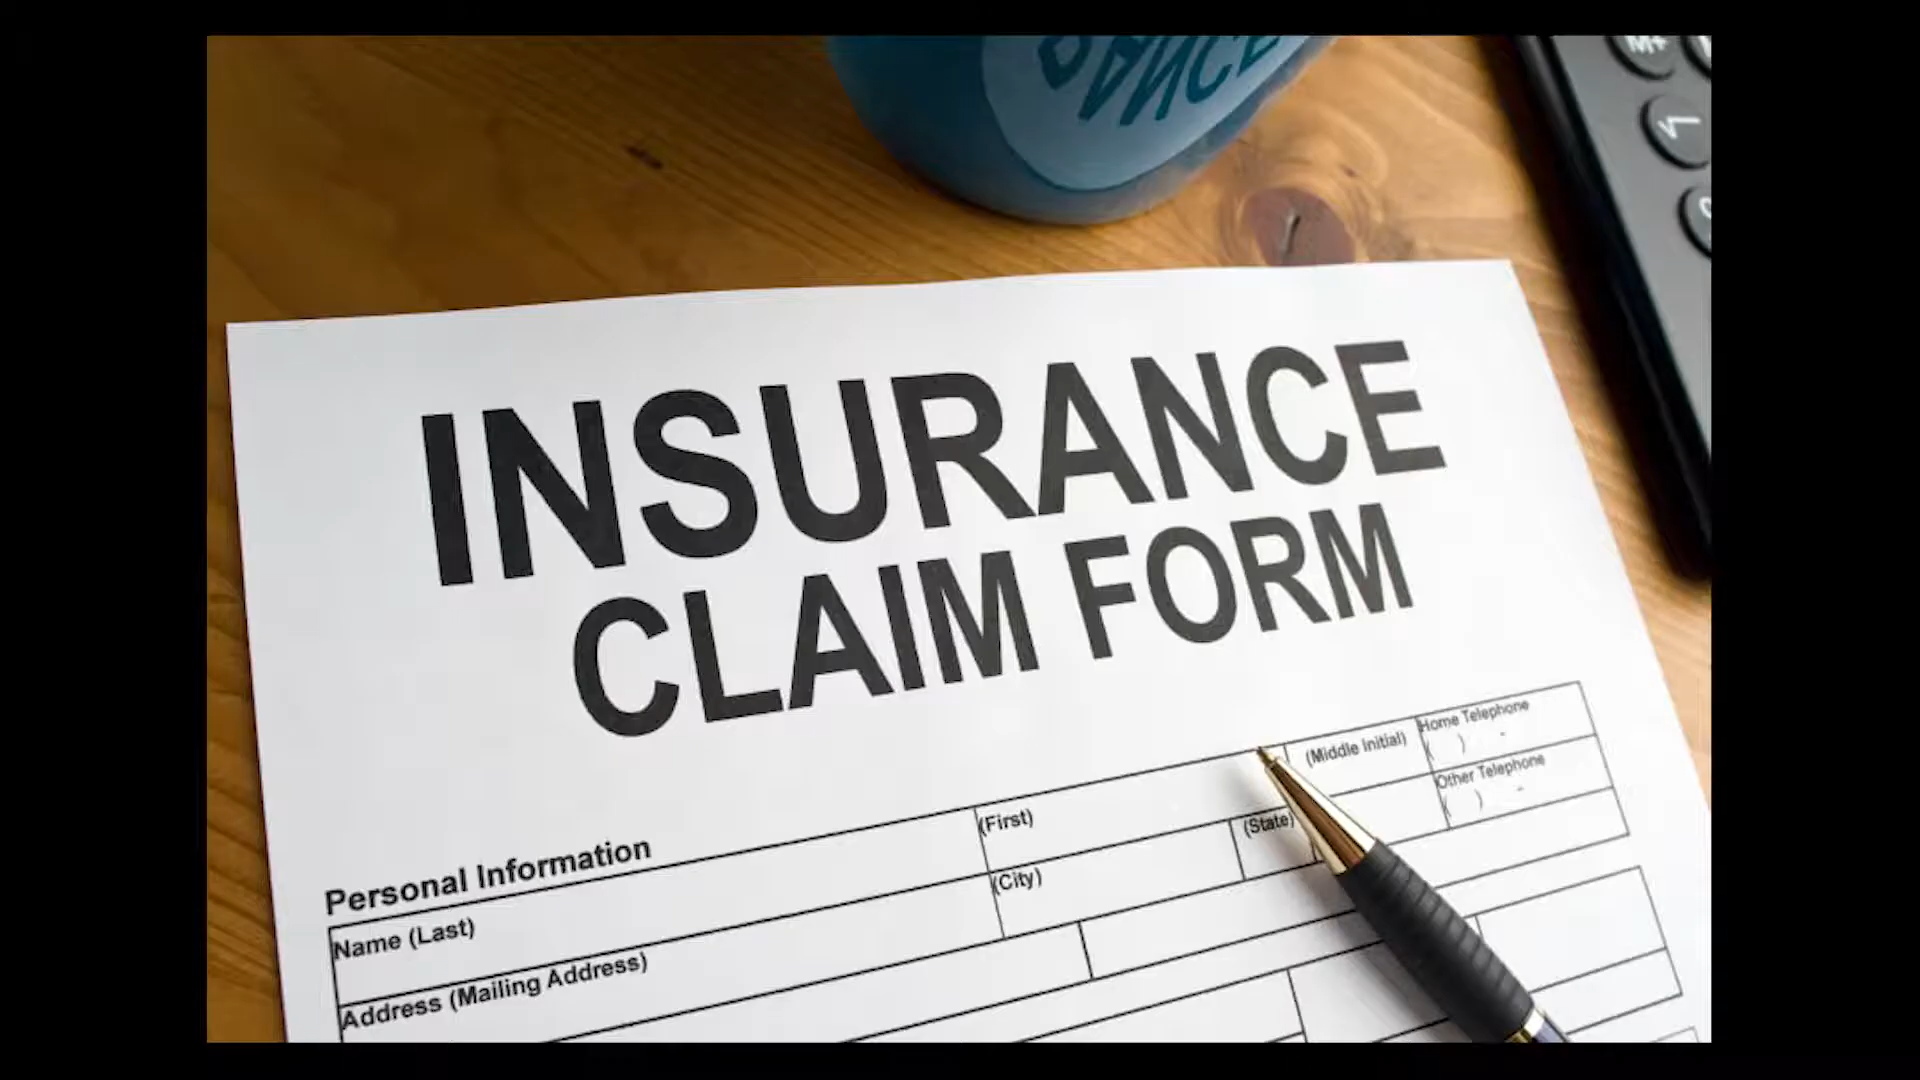 DANCE
M+
√
INSURANCE
CLAIM FORM
Personal Information
Name (Last)
(First)
(Middle Initial)
Home Telephone
( ) -
Address (Mailing Address)
(City)
(State)
Other Telephone
( ) -